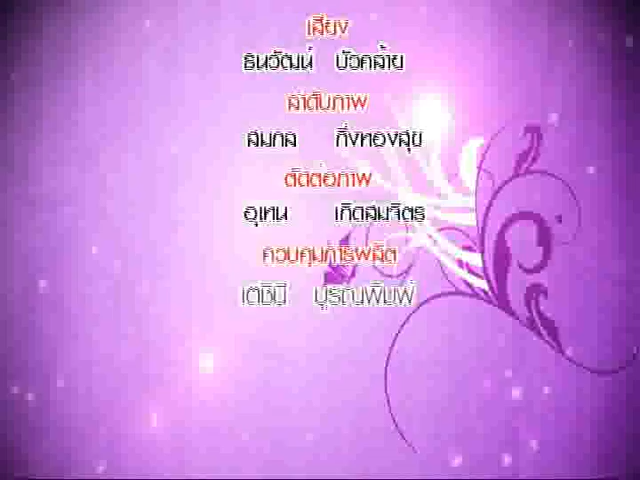 เสียง
ธินวัฒน์ บัวคล้าย
ลำดับภาพ
สมกล กิ่งทองสุข
ตัดต่อภาพ
อุเทน เกิดสมจิตร
ควบคุมการผลิต
เตชินี บูรณพิมพ์